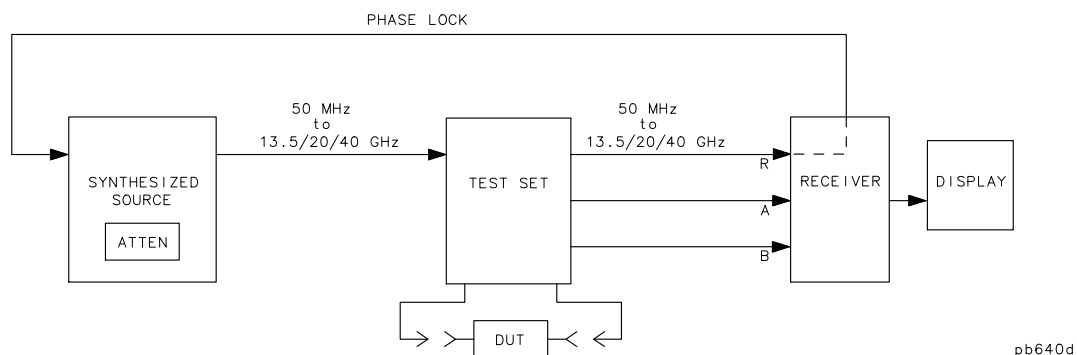 PHASE LOCK
50 MHz
to
13.5/20/40 GHz
50 MHz
to
13.5/20/40 GHz
SYNTHESIZED
SOURCE
ATTEN
TEST SET
R
A
B
RECEIVER
DISPLAY
DUT
pb640d